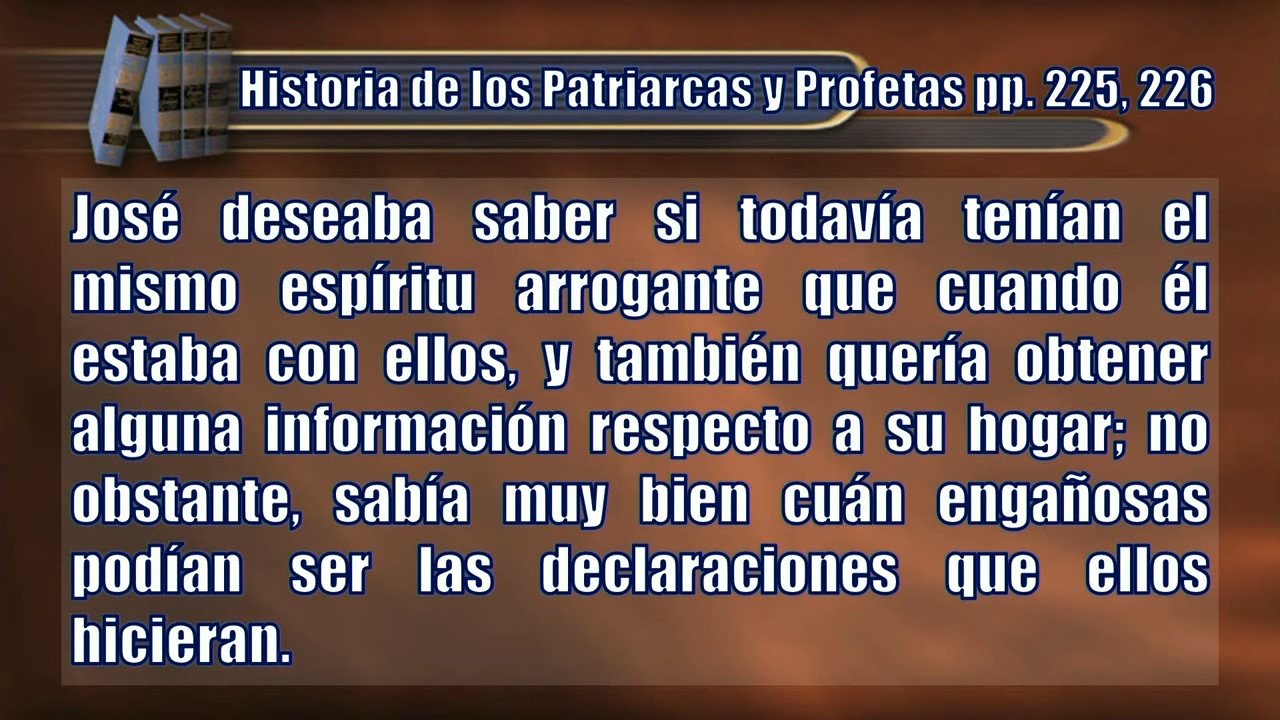 Historia de los Patriarcas y Profetas pp. 225, 226
José deseaba saber si todavía tenían el
mismo espíritu arrogante que cuando él
estaba con ellos, y también quería obtener
alguna información respecto a su hogar; no
obstante, sabía muy bien cuán engañosas
podían ser las declaraciones que ellos
hicieran.